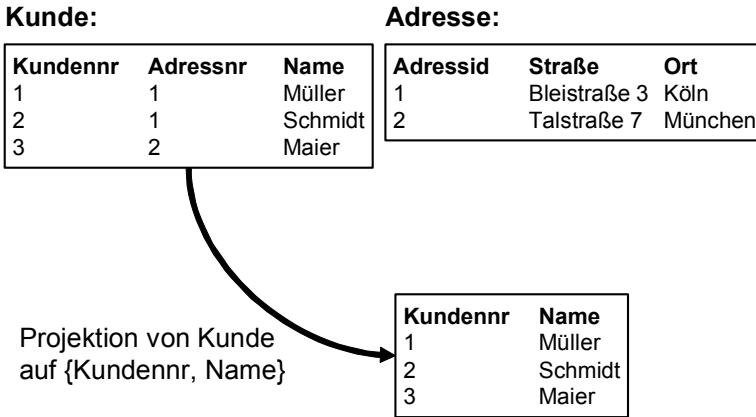 Kunde:
Kundennr Adressnr Name
1 1 Müller
2 1 Schmidt
3 2 Maier
Adresse:
Adressid Straße Ort
1 Bleistraße 3 Köln
2 Talstraße 7 München
Projektion von Kunde
auf {Kundennr, Name}
Kundennr Name
1 Müller
2 Schmidt
3 Maier